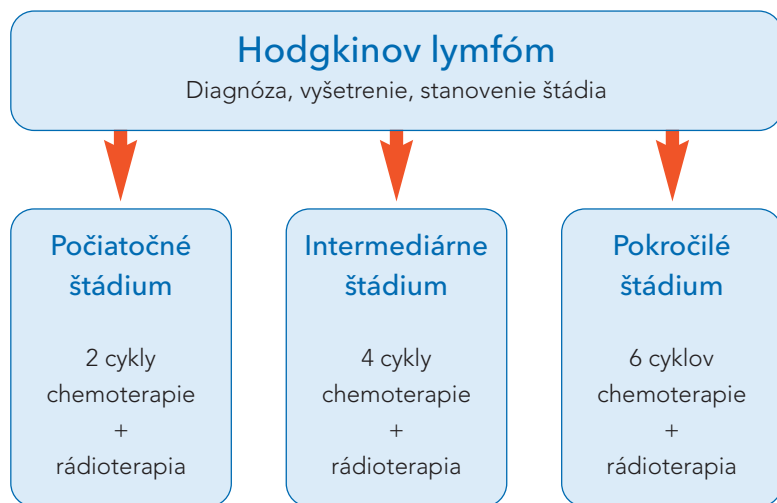 Hodgkinov lymfóm
Diagnóza, vyšetrenie, stanovenie štádia
Počiatočné
štádium
2 cykly
chemoterapie
+
rádioterapia
Intermediárne
štádium
4 cykly
chemoterapie
+
rádioterapia
Pokročilé
štádium
6 cyklov
chemoterapie
+
rádioterapia